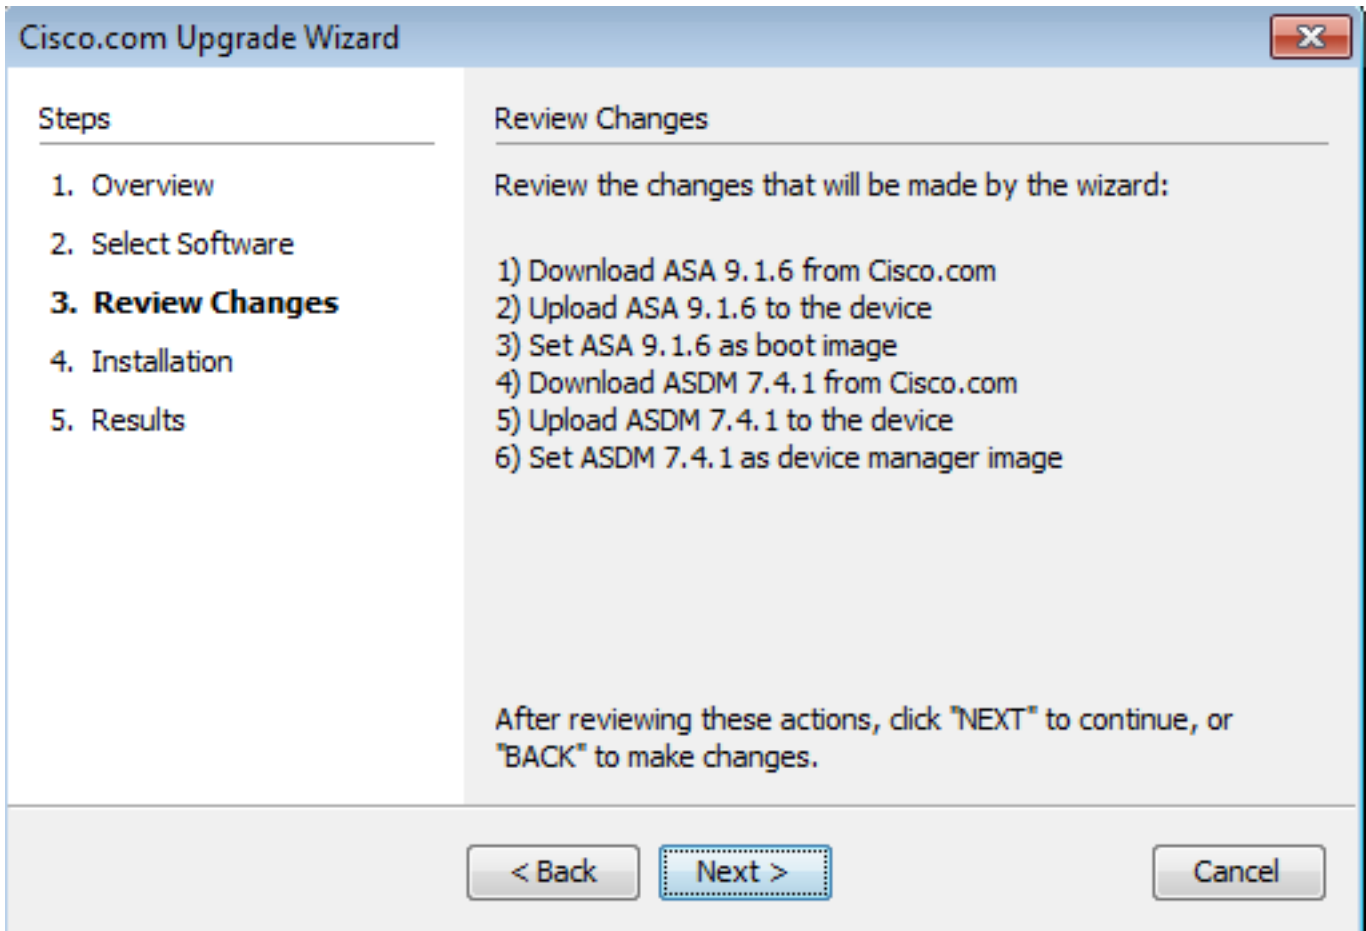 Cisco.com Upgrade Wizard
Steps
1. Overview
2. Select Software
3. Review Changes
4. Installation
5. Results
Review Changes
Review the changes that will be made by the wizard:
1) Download ASA 9.1.6 from Cisco.com
2) Upload ASA 9.1.6 to the device
3) Set ASA 9.1.6 as boot image
4) Download ASDM 7.4.1 from Cisco.com
5) Upload ASDM 7.4.1 to the device
6) Set ASDM 7.4.1 as device manager image
After reviewing these actions, click "NEXT" to continue, or
"BACK" to make changes.
< Back
Next >
Cancel